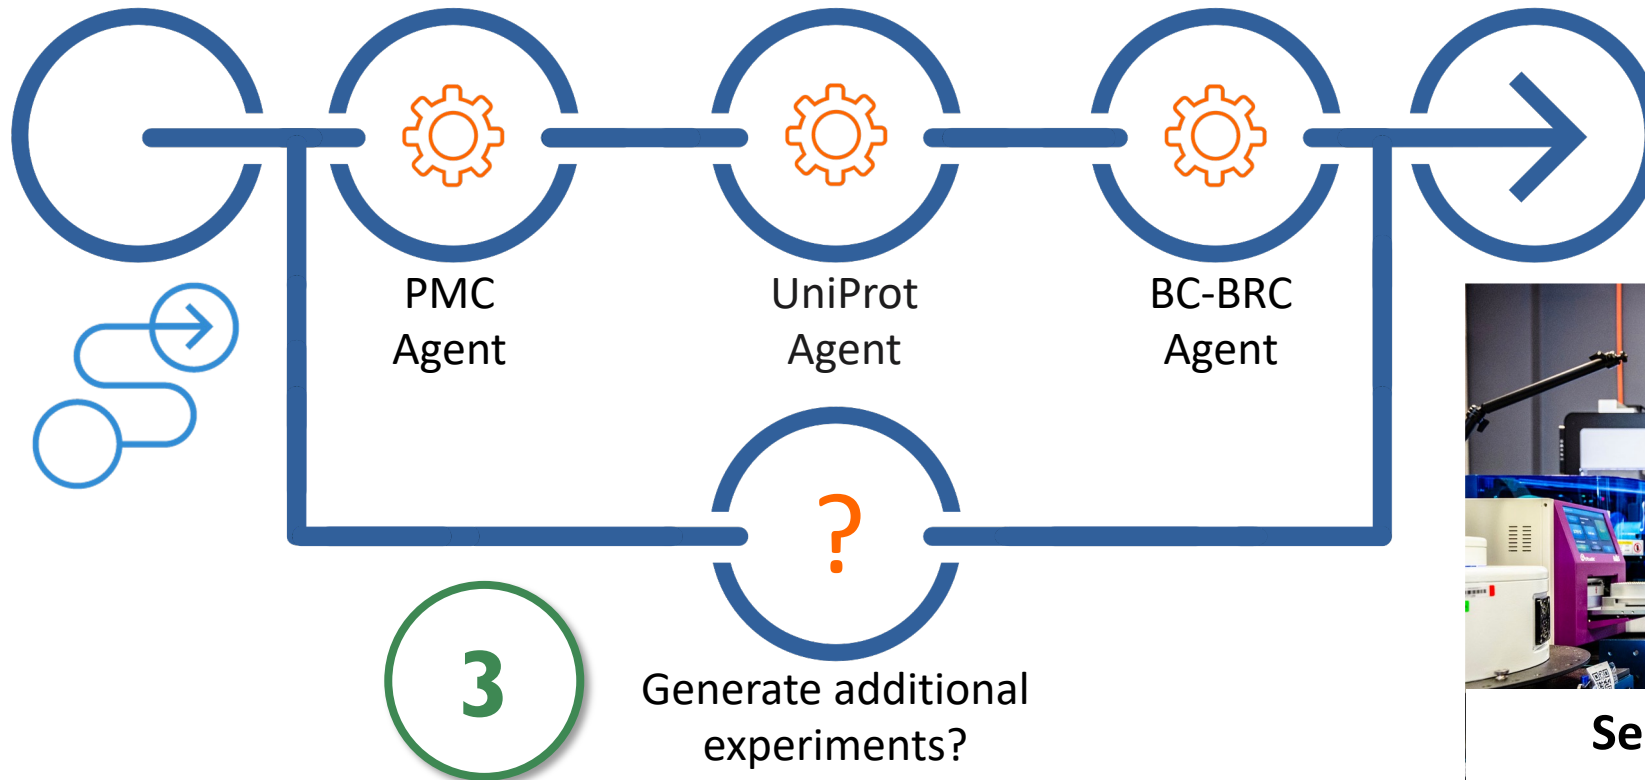 PMC
Agent
UniProt
Agent
BC-BRC
Agent
?
3
Generate additional
experiments?
Se